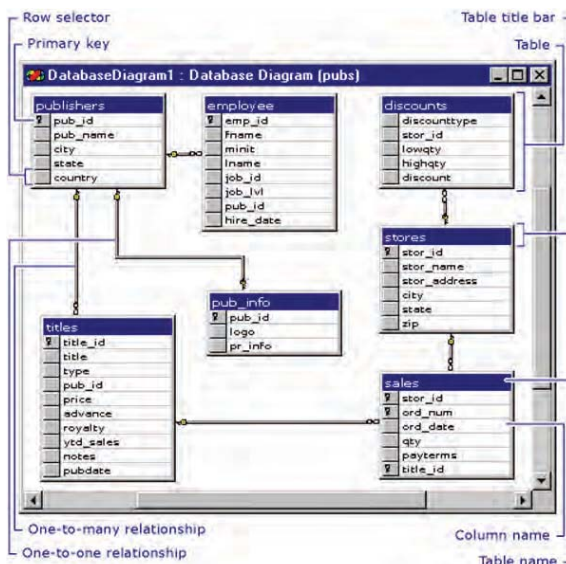 Row selector
Primary key
Table title bar
Table
DatabaseDiagram1 : Database Diagram (pubs)
publishers
pub_id
pub_name
city
state
country
employee
emp_id
fname
minit
lname
job_id
job_lvl
pub_id
hire_date
discounts
discounttype
stor_id
lowqty
highqty
discount
stores
stor_id
stor_name
stor_address
city
state
zip
pub_info
pub_id
logo
pr_info
titles
title_id
title
type
pub_id
price
advance
royalty
ytd_sales
notes
pubdate
sales
stor_id
ord_num
ord_date
qty
payterms
title_id
One-to-many relationship
One-to-one relationship
Column name
Table name